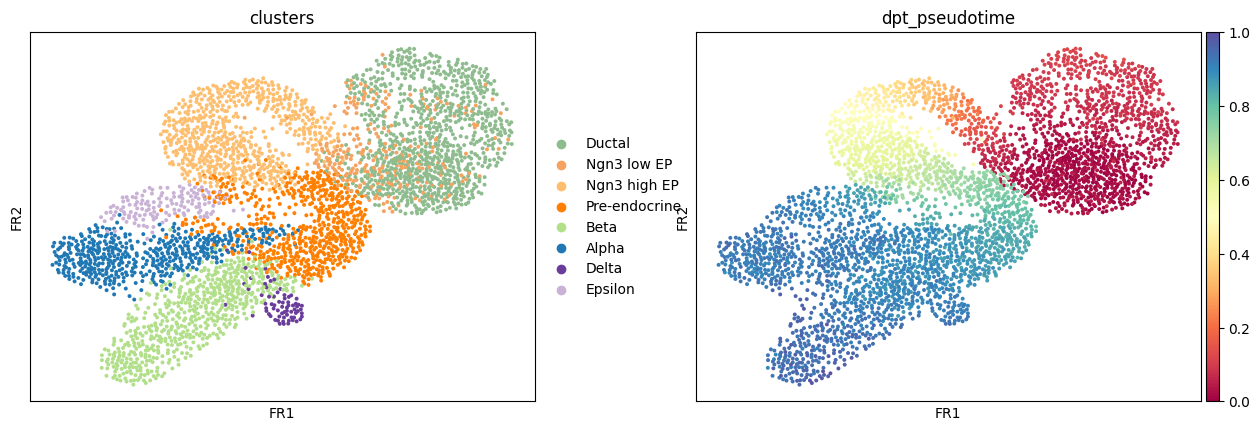 clusters
FR2
FR1
Ductal
Ngn3 low EP
Ngn3 high EP
Pre-endocrine
Beta
Alpha
Delta
Epsilon
dpt_pseudotime
FR2
FR1
1.0
0.8
0.6
0.4
0.2
0.0